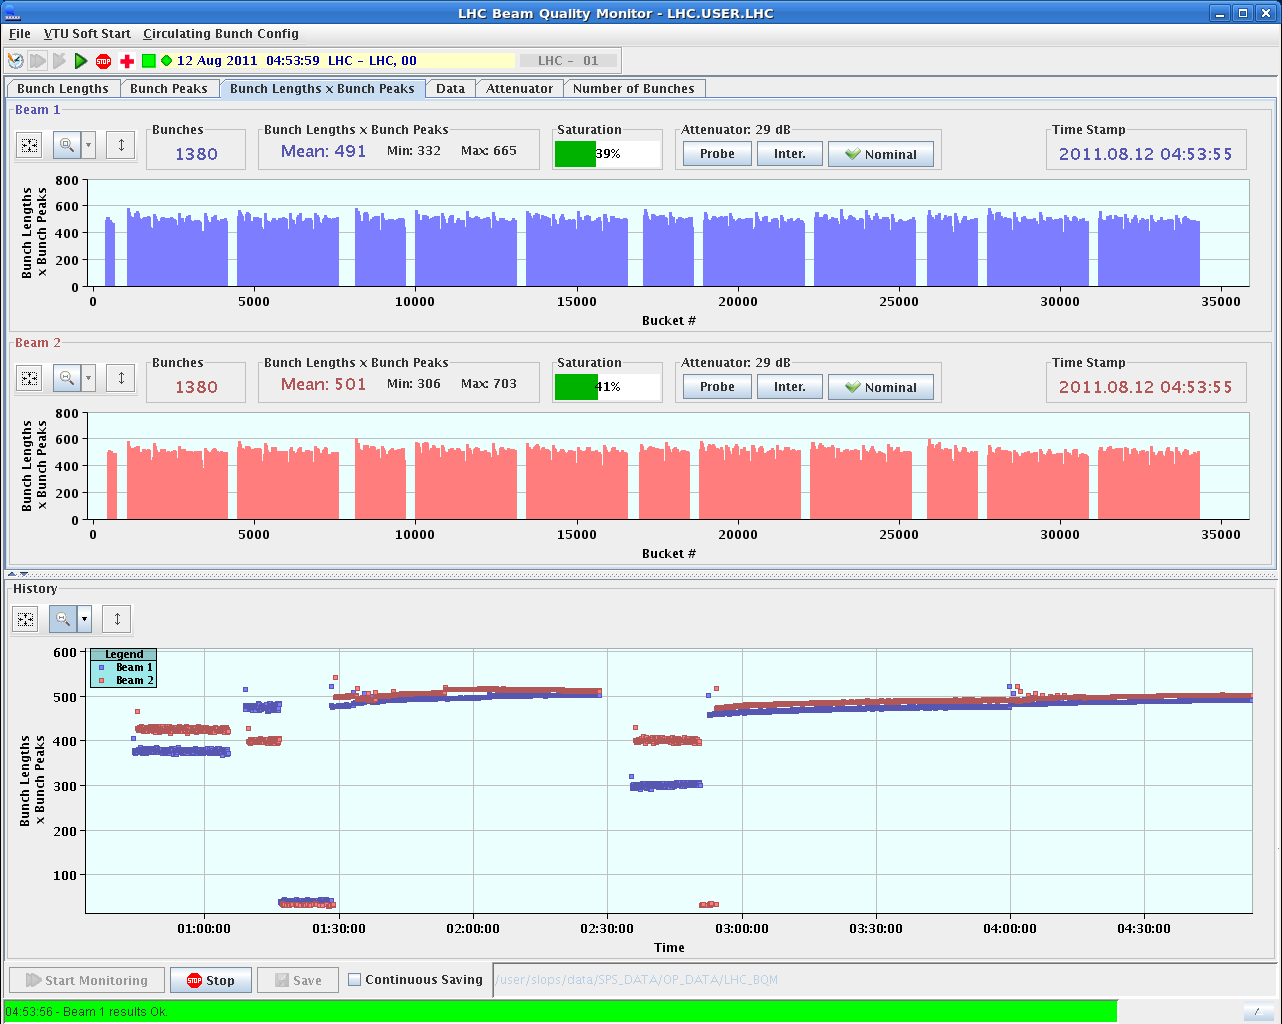 LHC Beam Quality Monitor - LHC.USER.LHC
File VTU Soft Start Circulating Bunch Config
STOP 12 Aug 2011 04:53:59 LHC - LHC, 00 LHC - 01
Bunch Lengths Bunch Peaks Bunch Lengths x Bunch Peaks Data Attenuator Number of Bunches
Beam 1
Bunches Bunch Lengths x Bunch Peaks Saturation Attenuator: 29 dB Time Stamp
1380 Mean: 491 Min: 332 Max: 665 39% Probe Inter. Nominal 2011.08.12 04:53:55
Bunch Lengths
x Bunch Peaks
800
600
400
200
0
0 5000 10000 15000 20000 25000 30000 35000
Bucket #
Beam 2
Bunches Bunch Lengths x Bunch Peaks Saturation Attenuator: 29 dB Time Stamp
1380 Mean: 501 Min: 306 Max: 703 41% Probe Inter. Nominal 2011.08.12 04:53:55
Bunch Lengths
x Bunch Peaks
800
600
400
200
0
0 5000 10000 15000 20000 25000 30000 35000
Bucket #
History
Legend
Beam 1
Beam 2
Bunch Lengths
x Bunch Peaks
600
500
400
300
200
100
01:00:00 01:30:00 02:00:00 02:30:00 03:00:00 03:30:00 04:00:00 04:30:00
Time
Start Monitoring STOP Stop Save Continuous Saving /user/slops/data/SPS_DATA/OP_DATA/LHC_BQM
04:53:56 - Beam 1 results Ok.